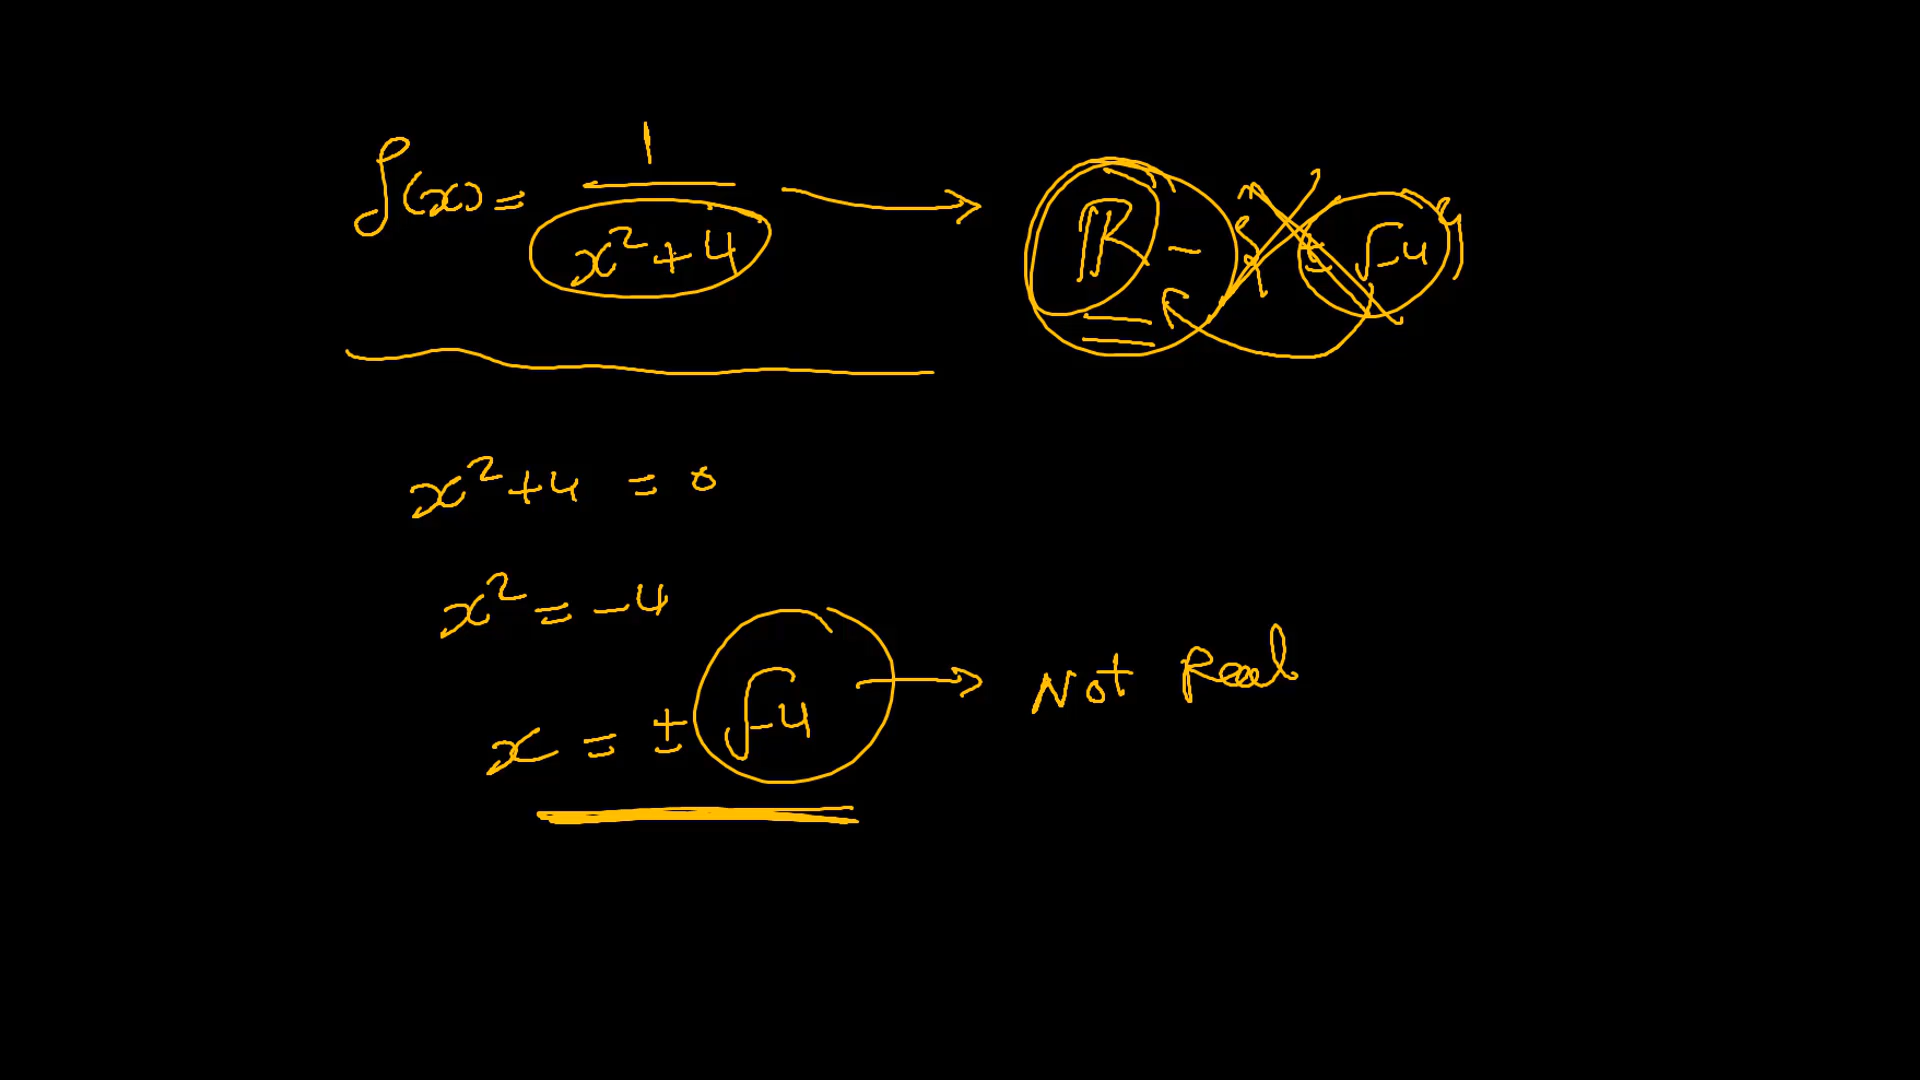 f(x) = 1/(x²+4) → ℝ - {± √-4}
x²+4 = 0
x² = -4
x = ± √-4 → Not Real